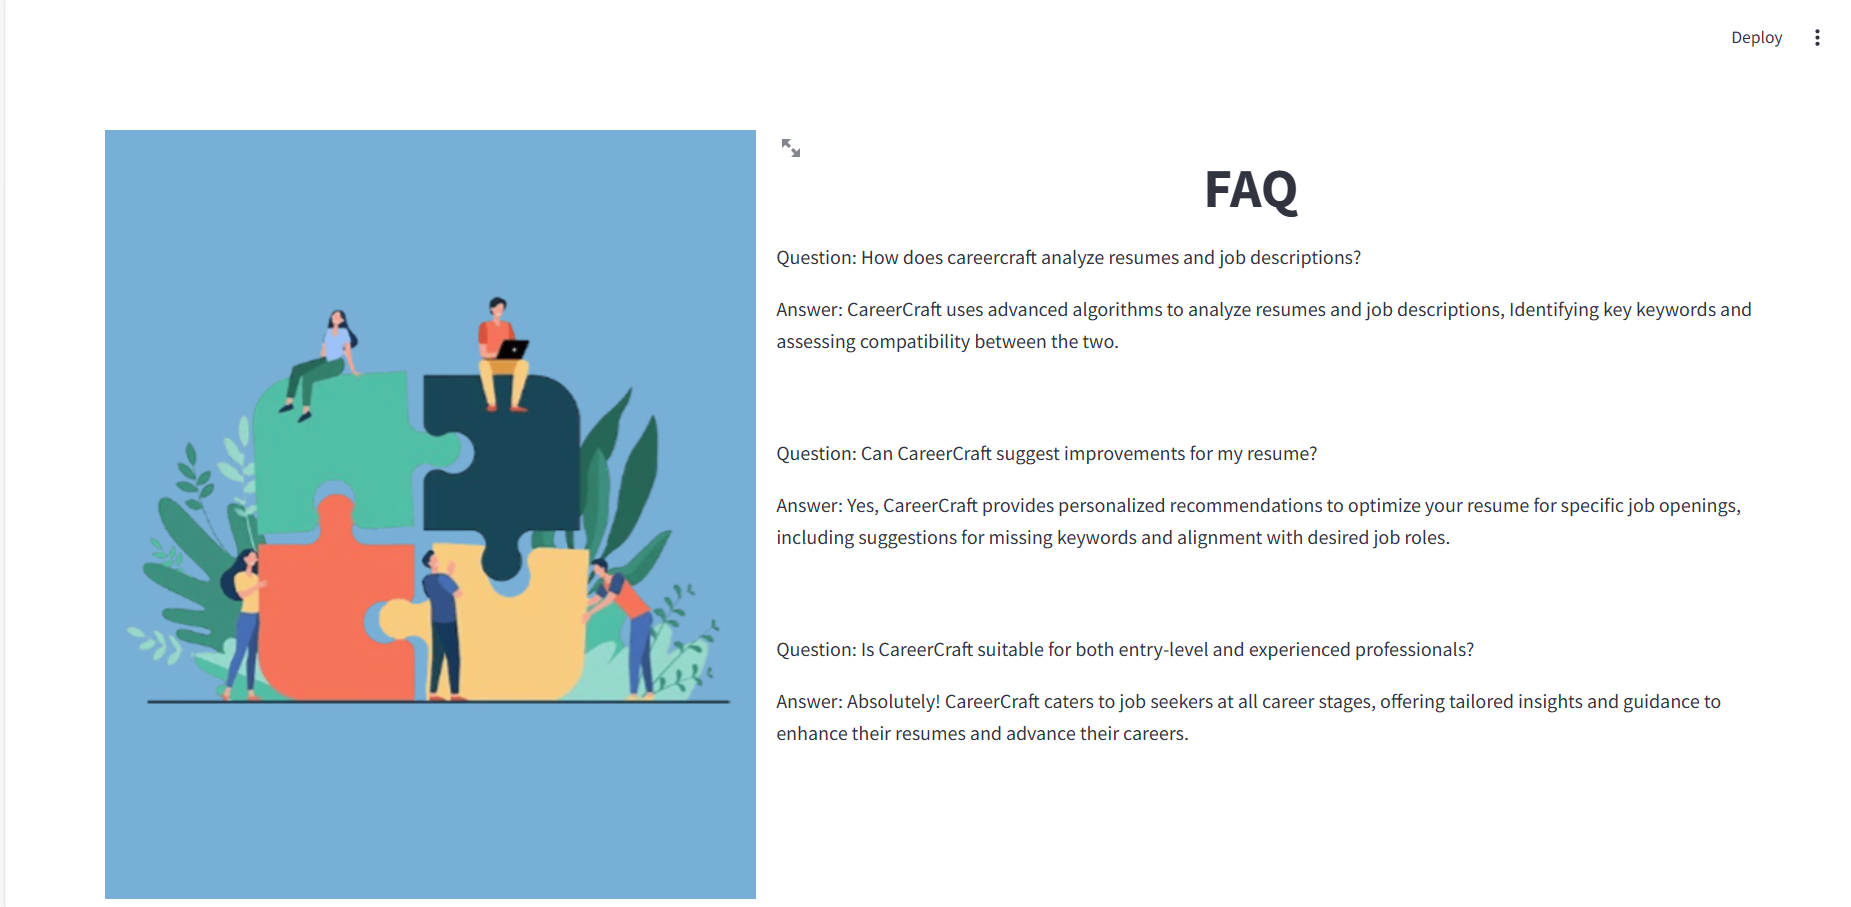 Deploy
FAQ
Question: How does careercraft analyze resumes and job descriptions?
Answer: CareerCraft uses advanced algorithms to analyze resumes and job descriptions, Identifying key keywords and
assessing compatibility between the two.
Question: Can CareerCraft suggest improvements for my resume?
Answer: Yes, CareerCraft provides personalized recommendations to optimize your resume for specific job openings,
including suggestions for missing keywords and alignment with desired job roles.
Question: Is CareerCraft suitable for both entry-level and experienced professionals?
Answer: Absolutely! CareerCraft caters to job seekers at all career stages, offering tailored insights and guidance to
enhance their resumes and advance their careers.